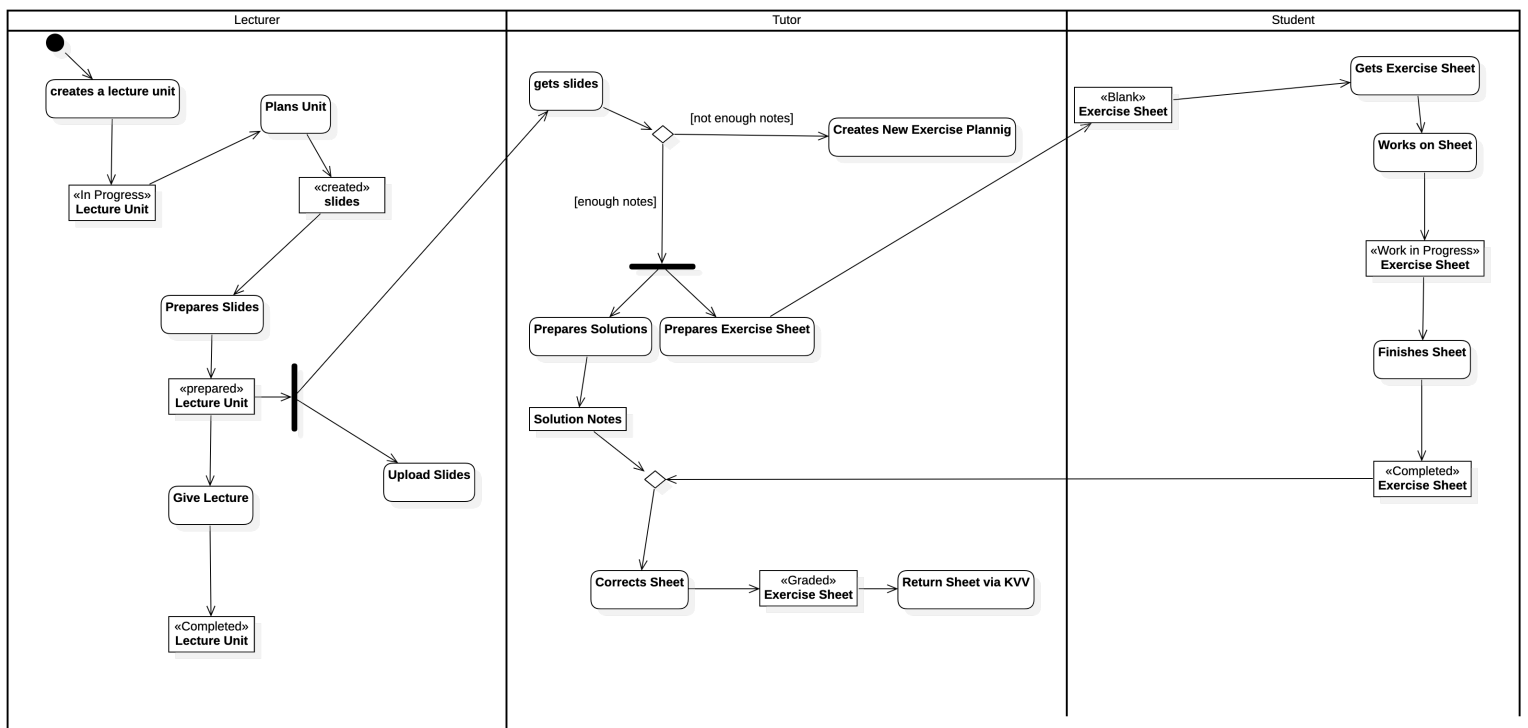 Lecturer
Tutor
Student
creates a lecture unit
Plans Unit
«In Progress»
Lecture Unit
«created»
slides
Prepares Slides
«prepared»
Lecture Unit
Upload Slides
Give Lecture
«Completed»
Lecture Unit
gets slides
[not enough notes]
Creates New Exercise Plannig
[enough notes]
Prepares Solutions
Prepares Exercise Sheet
Solution Notes
Corrects Sheet
«Graded»
Exercise Sheet
Return Sheet via KVV
«Blank»
Exercise Sheet
Gets Exercise Sheet
Works on Sheet
«Work in Progress»
Exercise Sheet
Finishes Sheet
«Completed»
Exercise Sheet